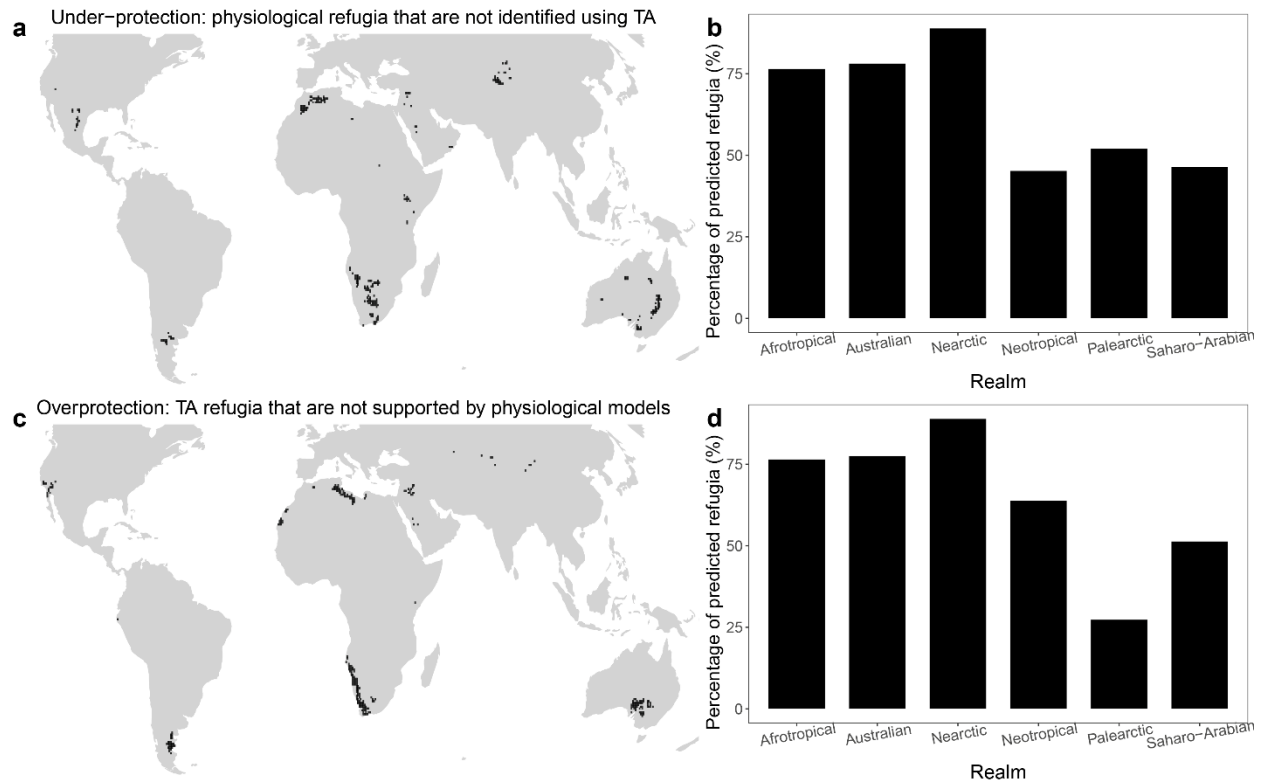 a Under−protection: physiological refugia that are not identified using TA
b
Percentage of predicted refugia (%)
75
50
25
0
Afrotropical Australian Nearctic Neotropical Palearctic Saharo−Arabian
Realm
c Overprotection: TA refugia that are not supported by physiological models
d
Percentage of predicted refugia (%)
75
50
25
0
Afrotropical Australian Nearctic Neotropical Palearctic Saharo−Arabian
Realm